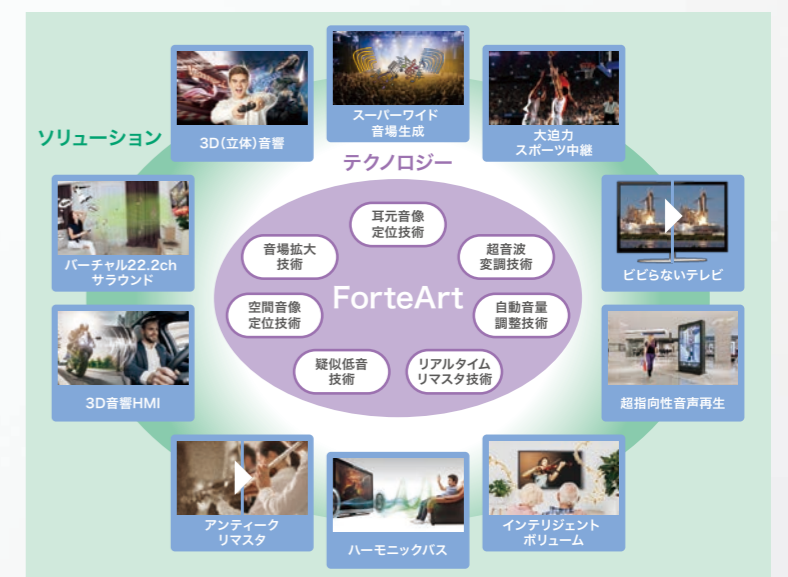 ソリューション
3D(立体)音響
スーパーワイド
音場生成
大迫力
スポーツ中継
テクノロジー
耳元音像
定位技術
音場拡大
技術
超音波
変調技術
バーチャル22.2ch
サラウンド
ビビらないテレビ
ForteArt
空間音像
定位技術
自動音量
調整技術
疑似低音
技術
リアルタイム
リマスタ技術
3D音響HMI
超指向性音声再生
アンティーク
リマスタ
ハーモニックバス
インテリジェント
ボリューム